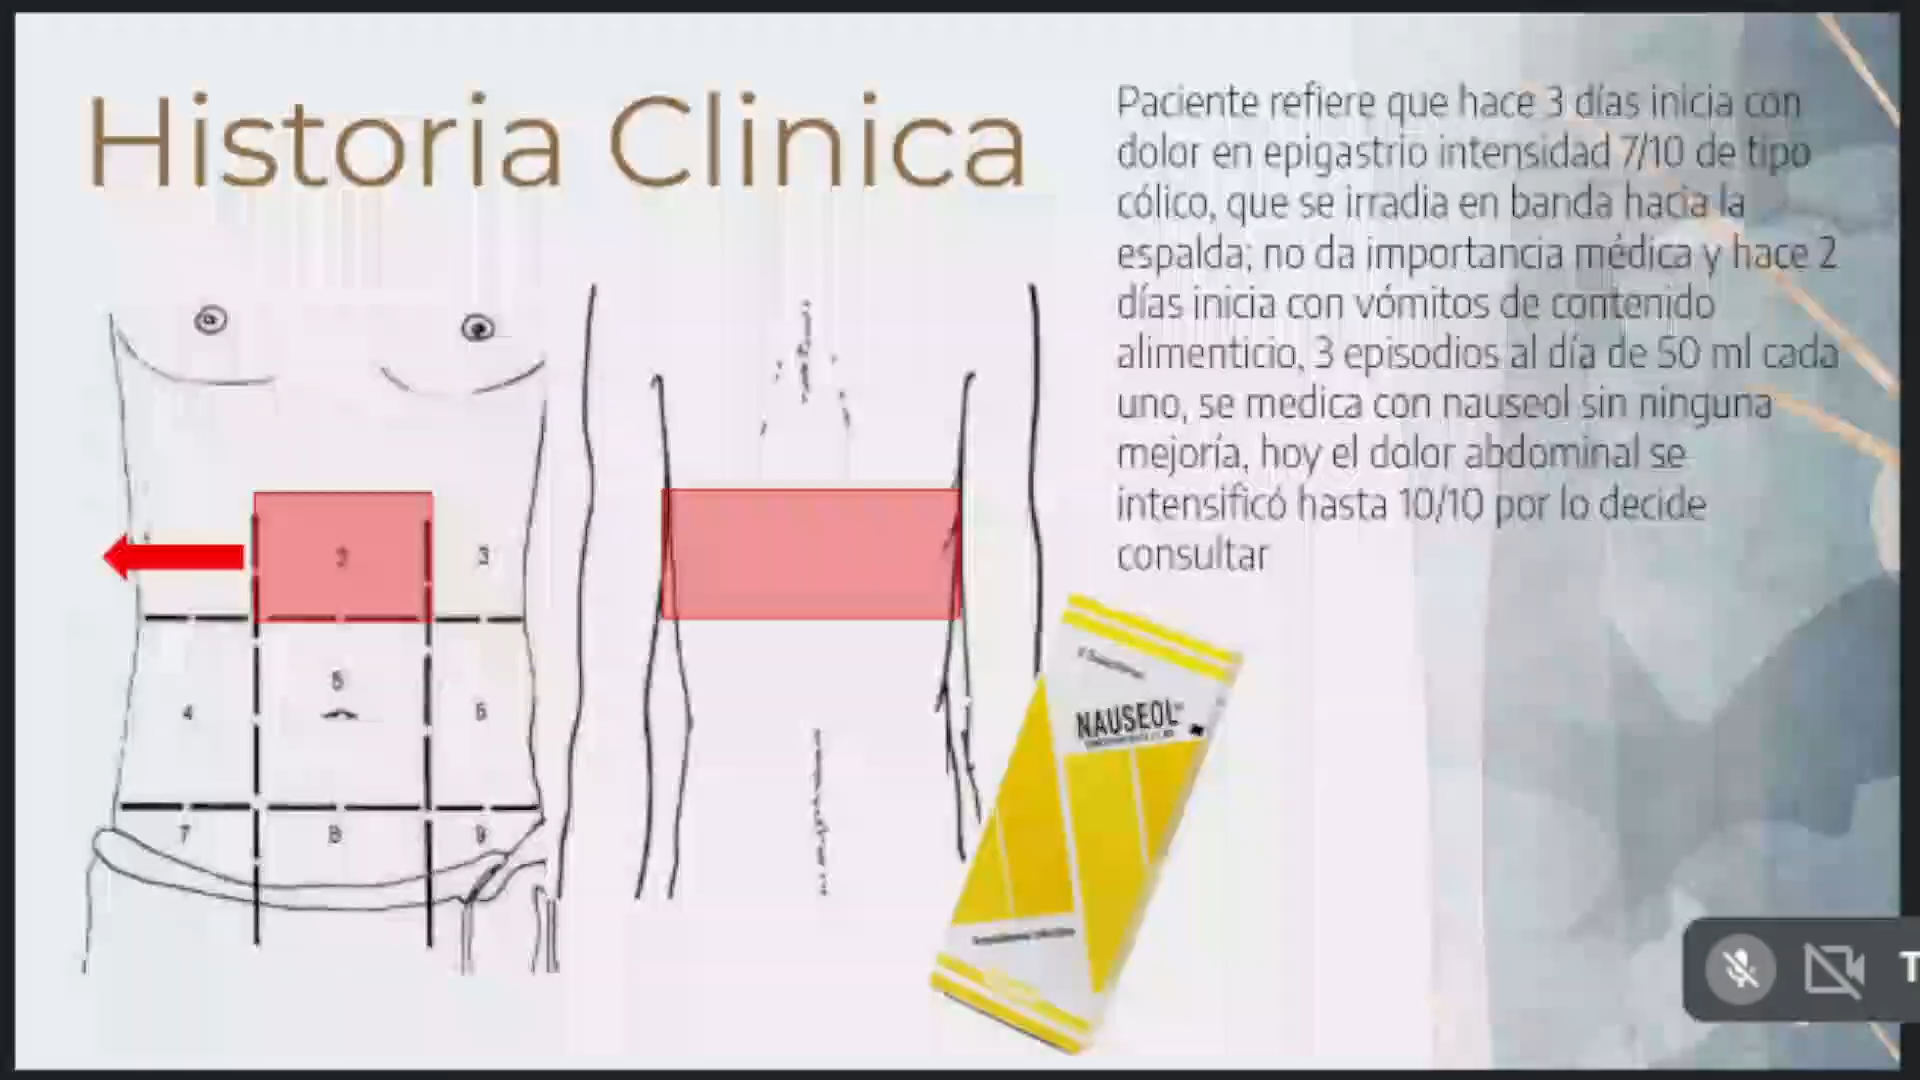 Historia Clinica
Paciente refiere que hace 3 días inicia con
dolor en epigastrio intensidad 7/10 de tipo
cólico, que se irradia en banda hacia la
espalda; no da importancia médica y hace 2
días inicia con vómitos de contenido
alimenticio, 3 episodios al día de 50 ml cada
uno, se medica con nauseol sin ninguna
mejoría, hoy el dolor abdominal se
intensificó hasta 10/10 por lo decide
consultar
2
3
4
5
7
8
9
NAUSEOL
T